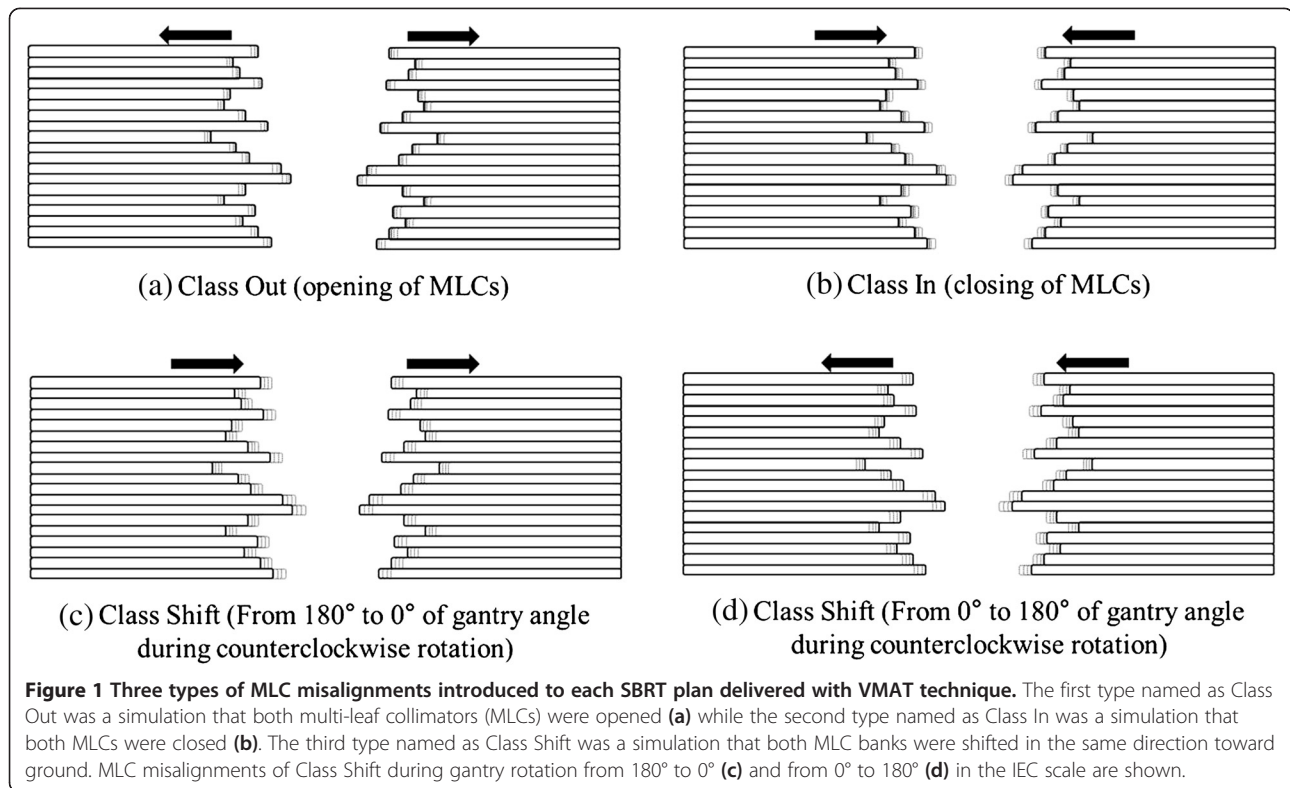 (a) Class Out (opening of MLCs)
(b) Class In (closing of MLCs)
(c) Class Shift (From 180° to 0° of gantry angle
during counterclockwise rotation)
(d) Class Shift (From 0° to 180° of gantry angle
during counterclockwise rotation)
Figure 1 Three types of MLC misalignments introduced to each SBRT plan delivered with VMAT technique. The first type named as Class
Out was a simulation that both multi-leaf collimators (MLCs) were opened (a) while the second type named as Class In was a simulation that
both MLCs were closed (b). The third type named as Class Shift was a simulation that both MLC banks were shifted in the same direction toward
ground. MLC misalignments of Class Shift during gantry rotation from 180° to 0° (c) and from 0° to 180° (d) in the IEC scale are shown.